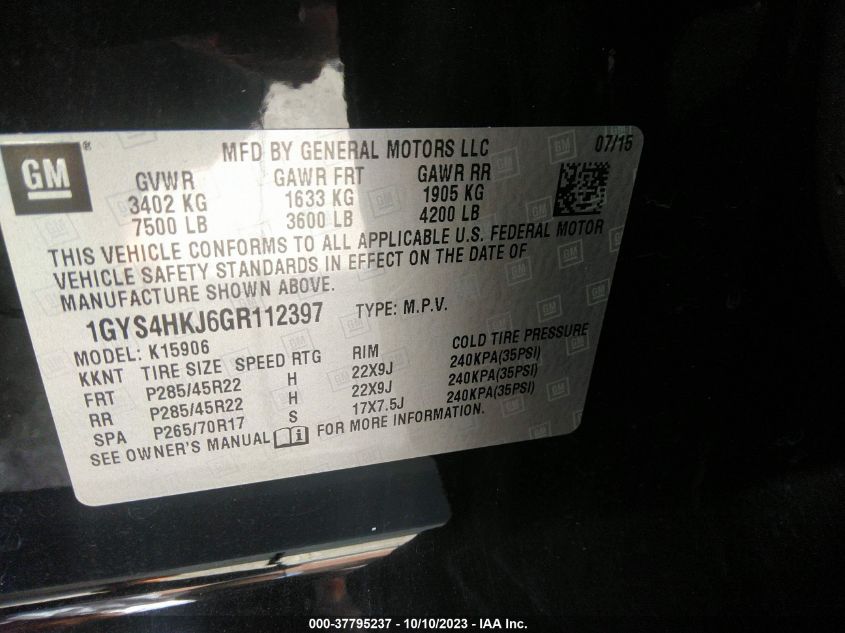 GM ®
MFD BY GENERAL MOTORS LLC
07/15
GVWR GAWR FRT GAWR RR
3402 KG 1633 KG 1905 KG
7500 LB 3600 LB 4200 LB
THIS VEHICLE CONFORMS TO ALL APPLICABLE U.S. FEDERAL MOTOR
VEHICLE SAFETY STANDARDS IN EFFECT ON THE DATE OF
MANUFACTURE SHOWN ABOVE.
1GYS4HKJ6GR112397 TYPE: M.P.V.
MODEL: K15906
KKNT TIRE SIZE SPEED RTG RIM COLD TIRE PRESSURE
FRT P285/45R22 H 22X9J 240KPA(35PSI)
RR P285/45R22 H 22X9J 240KPA(35PSI)
SPA P265/70R17 S 17X7.5J 240KPA(35PSI)
SEE OWNER'S MANUAL i FOR MORE INFORMATION.
000-37795237 - 10/10/2023 - IAA Inc.